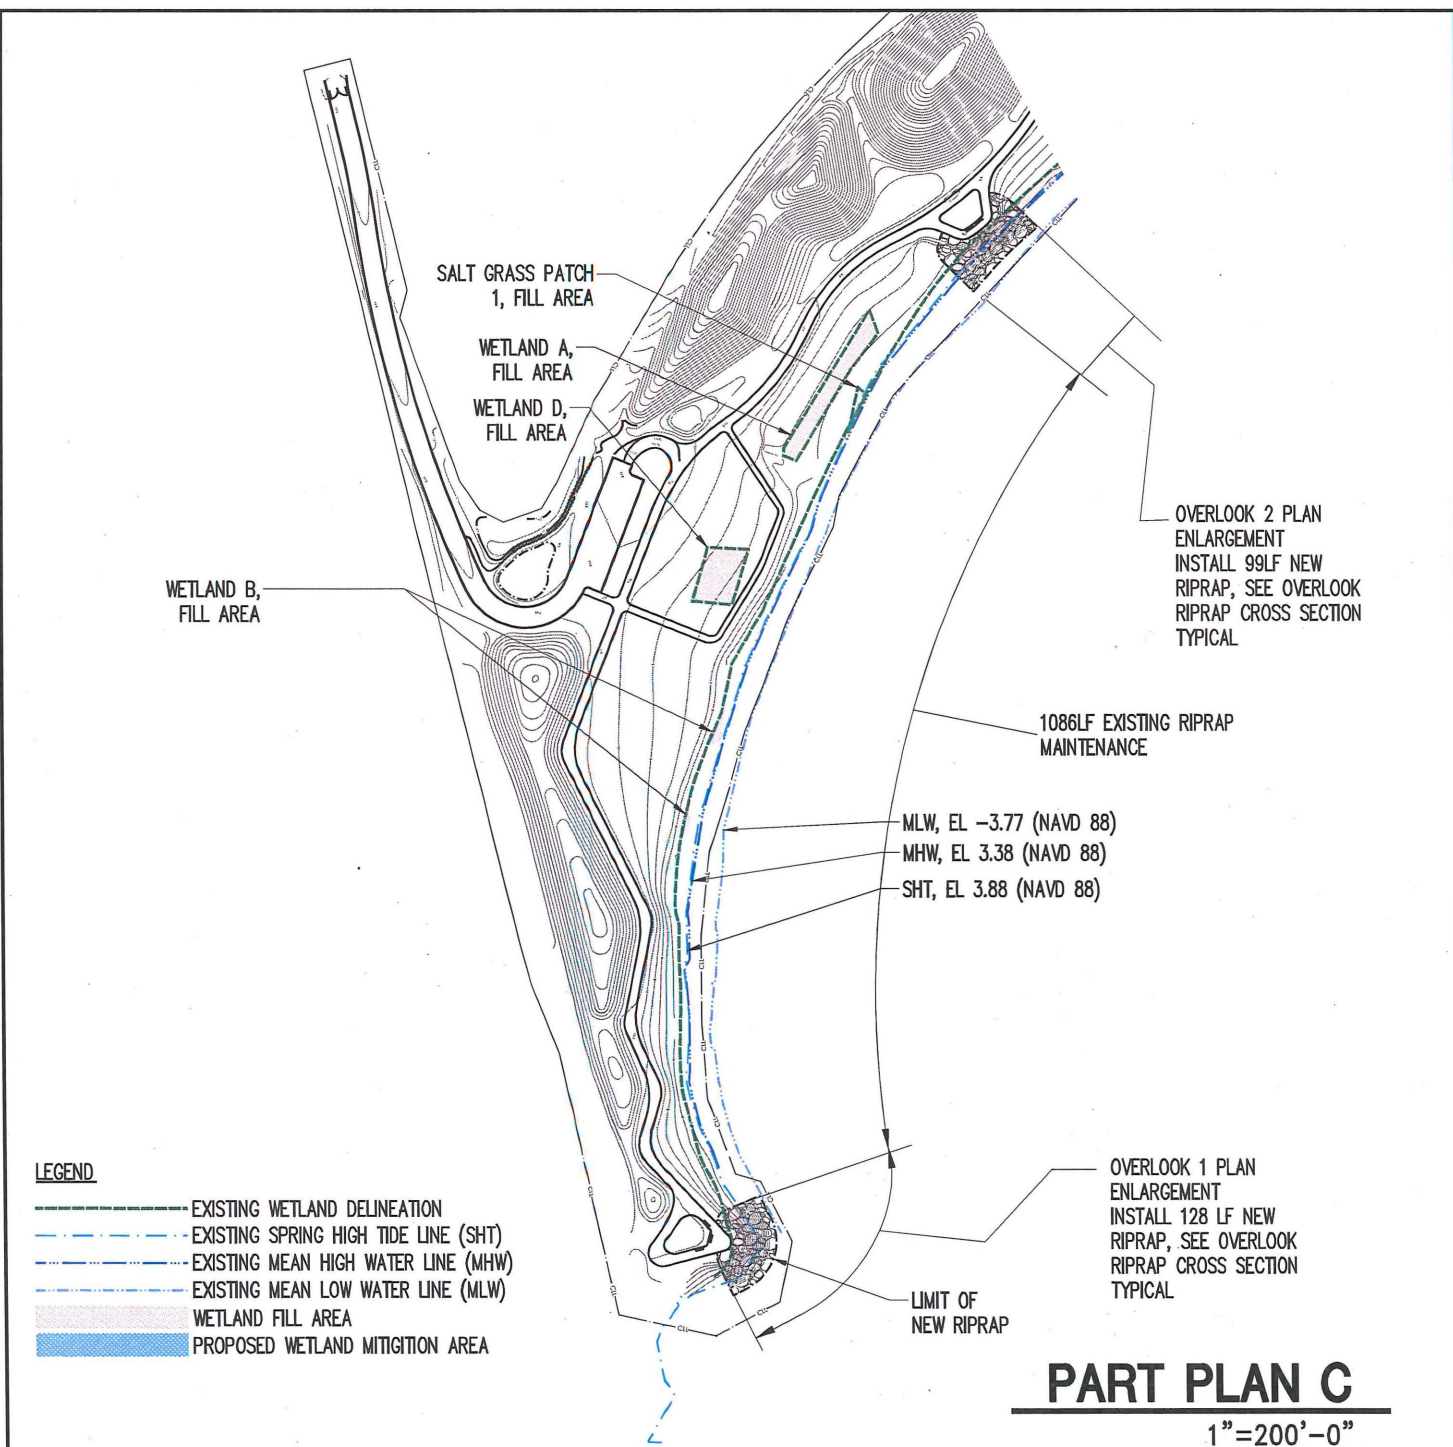 SALT GRASS PATCH
1, FILL AREA
WETLAND A,
FILL AREA
WETLAND D,
FILL AREA
WETLAND B,
FILL AREA
OVERLOOK 2 PLAN
ENLARGEMENT
INSTALL 99LF NEW
RIPRAP, SEE OVERLOOK
RIPRAP CROSS SECTION
TYPICAL
1086LF EXISTING RIPRAP
MAINTENANCE
MLW, EL -3.77 (NAVD 88)
MHW, EL 3.38 (NAVD 88)
SHT, EL 3.88 (NAVD 88)
OVERLOOK 1 PLAN
ENLARGEMENT
INSTALL 128 LF NEW
RIPRAP, SEE OVERLOOK
RIPRAP CROSS SECTION
TYPICAL
LIMIT OF
NEW RIPRAP
LEGEND
EXISTING WETLAND DELINEATION
EXISTING SPRING HIGH TIDE LINE (SHT)
EXISTING MEAN HIGH WATER LINE (MHW)
EXISTING MEAN LOW WATER LINE (MLW)
WETLAND FILL AREA
PROPOSED WETLAND MITIGITION AREA
PART PLAN C
1"=200'-0"